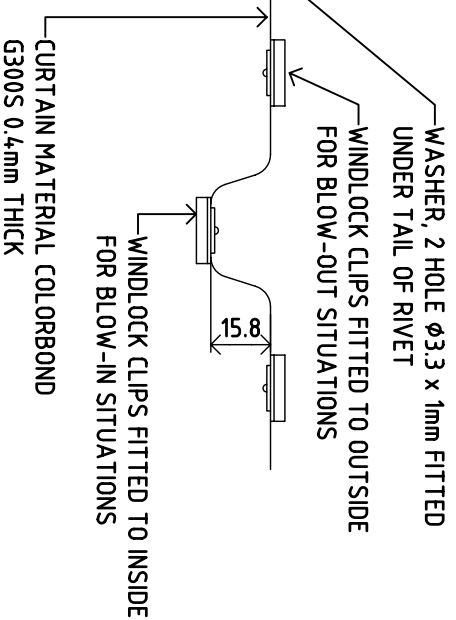 WASHER, 2 HOLE Ø3.3 x 1mm FITTED
UNDER TAIL OF RIVET
WINDLOCK CLIPS FITTED TO OUTSIDE
FOR BLOW-OUT SITUATIONS
15.8
WINDLOCK CLIPS FITTED TO INSIDE
FOR BLOW-IN SITUATIONS
CURTAIN MATERIAL COLORBOND
G300S 0.4mm THICK